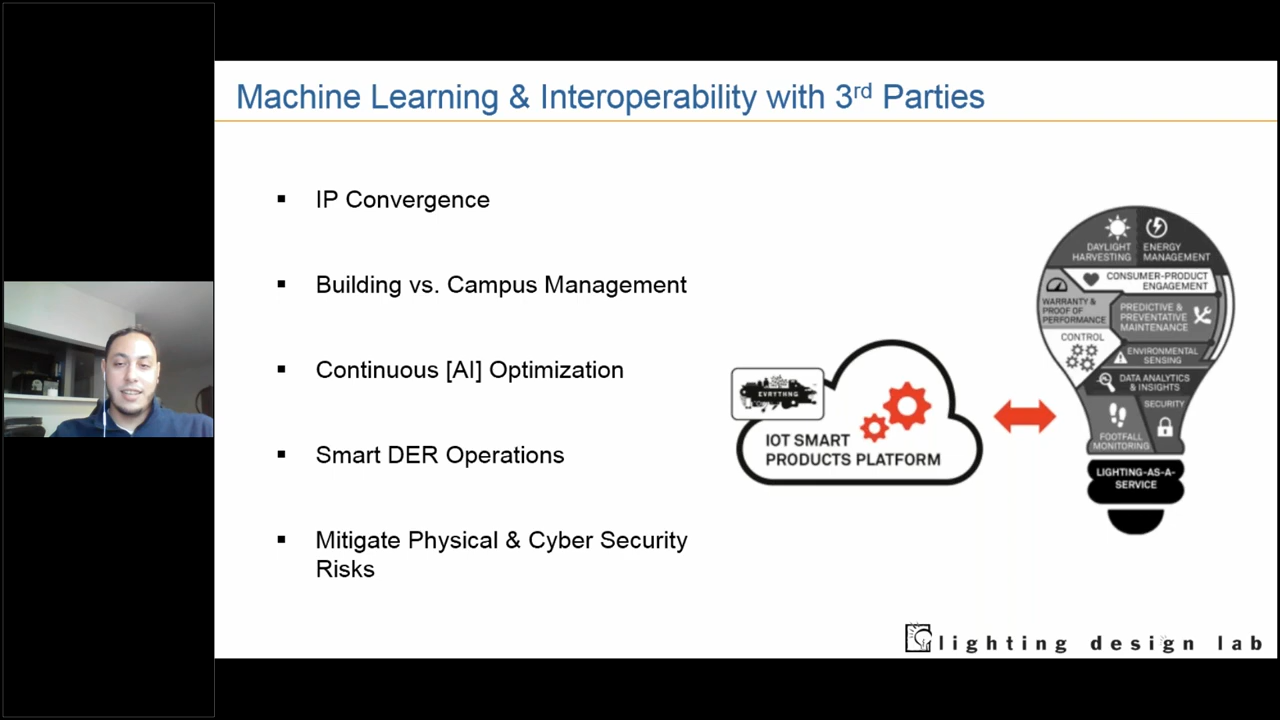 Machine Learning & Interoperability with 3rd Parties
▪ IP Convergence
▪ Building vs. Campus Management
▪ Continuous [AI] Optimization
▪ Smart DER Operations
▪ Mitigate Physical & Cyber Security
Risks
EVRYTHNG
IOT SMART
PRODUCTS PLATFORM
DAYLIGHT
HARVESTING
ENERGY
MANAGEMENT
CONSUMER-PRODUCT
ENGAGEMENT
WARRANTY &
PROOF OF
PERFORMANCE
PREDICTIVE &
PREVENTATIVE
MAINTENANCE
CONTROL
ENVIRONMENTAL
SENSING
DATA ANALYTICS
& INSIGHTS
SECURITY
FOOTFALL
MONITORING
LIGHTING-AS-A-
SERVICE
lighting design lab